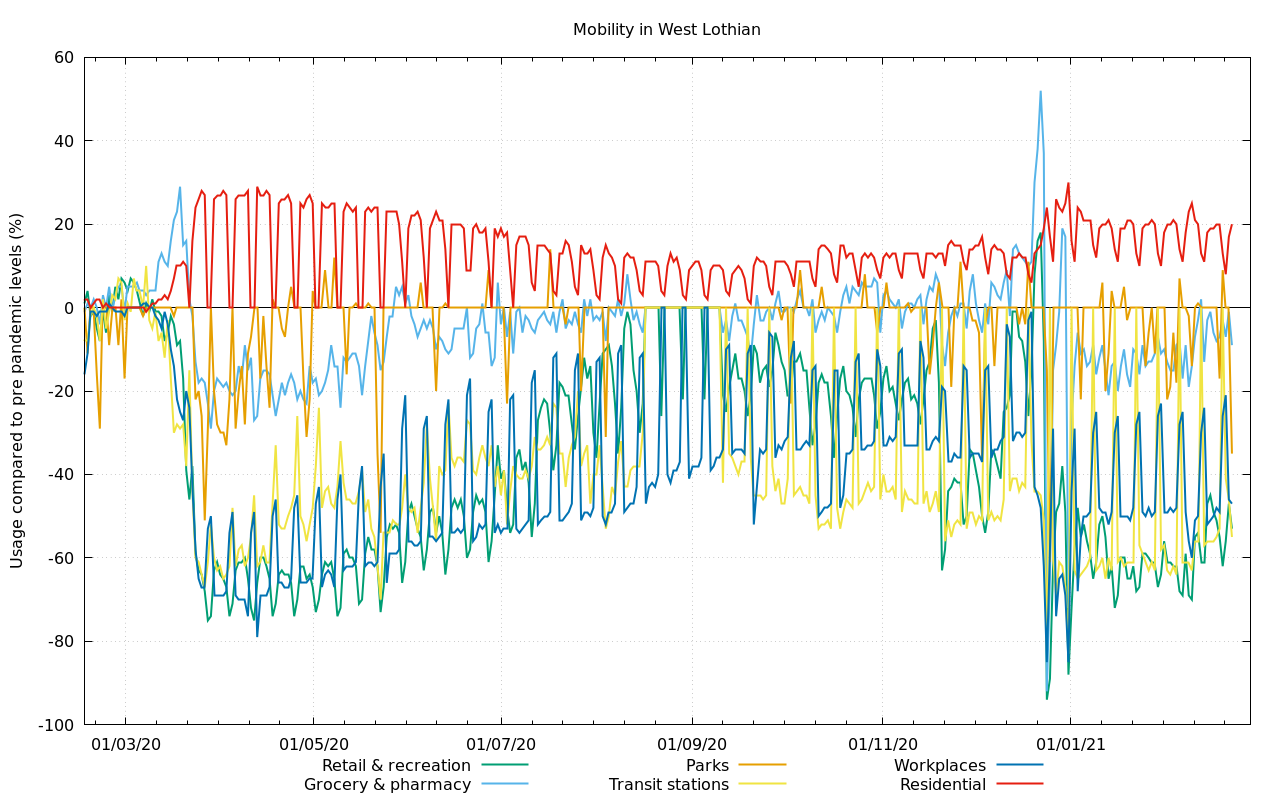 Mobility in West Lothian
Usage compared to pre pandemic levels (%)
60
40
20
0
-20
-40
-60
-80
-100
01/03/20 01/05/20 01/07/20 01/09/20 01/11/20 01/01/21
Retail & recreation Parks Workplaces
Grocery & pharmacy Transit stations Residential